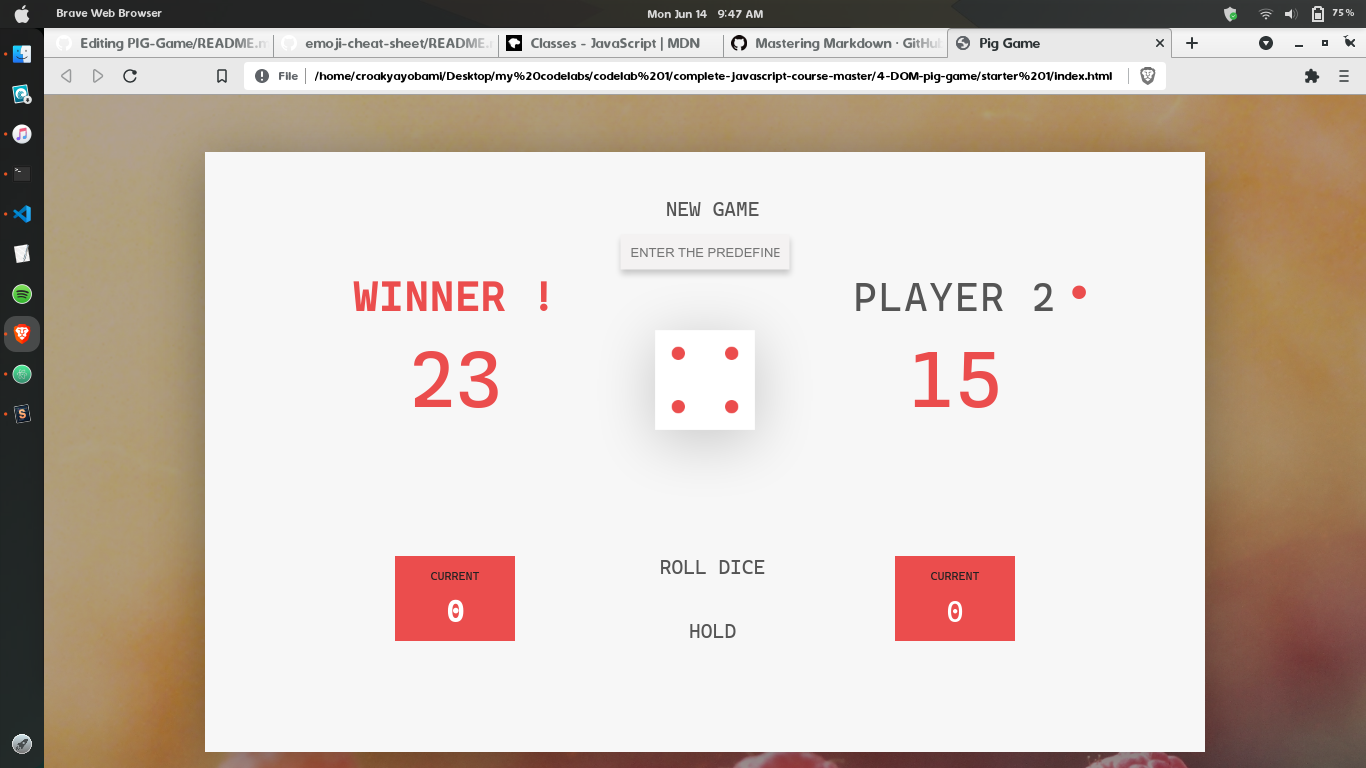 Brave Web Browser
Mon Jun 14 9:47 AM
75%
Editing PIG-Game/README.m
emoji-cheat-sheet/README.
Classes - JavaScript | MDN
Mastering Markdown · GitHub
Pig Game
File
/home/croakyayobami/Desktop/my%20codelabs/codelab%201/complete-javascript-course-master/4-DOM-pig-game/starter%201/index.html
NEW GAME
ENTER THE PREDEFINE
WINNER !
PLAYER 2
23
15
CURRENT
0
ROLL DICE
HOLD
CURRENT
0